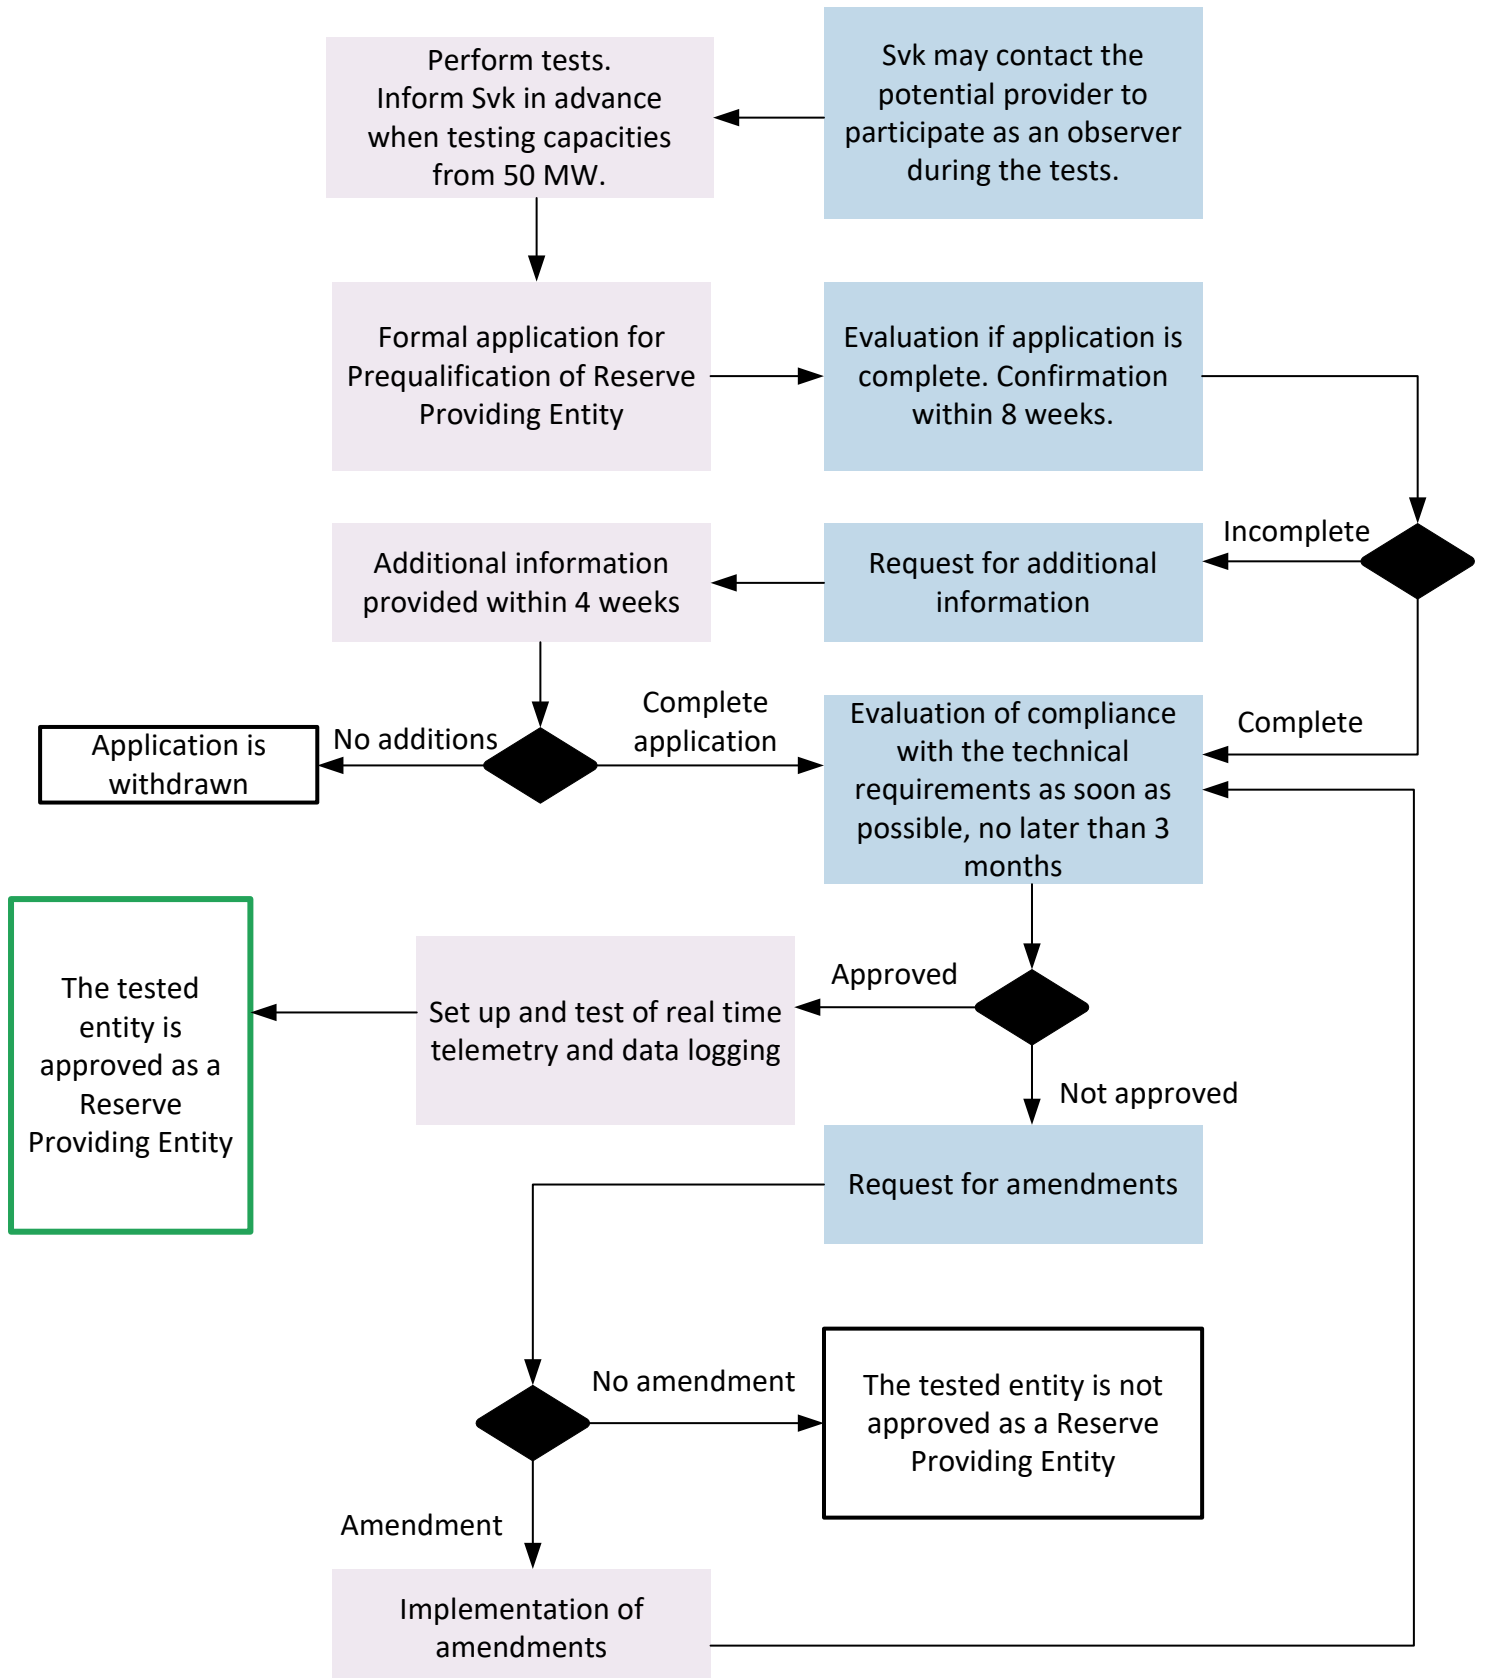 Perform tests.
Inform Svk in advance
when testing capacities
from 50 MW.
Svk may contact the
potential provider to
participate as an observer
during the tests.
Formal application for
Prequalification of Reserve
Providing Entity
Evaluation if application is
complete. Confirmation
within 8 weeks.
Incomplete
Request for additional
information
Additional information
provided within 4 weeks
No additions
Application is
withdrawn
Complete
application
Complete
Evaluation of compliance
with the technical
requirements as soon as
possible, no later than 3
months
Approved
Set up and test of real time
telemetry and data logging
The tested
entity is
approved as a
Reserve
Providing Entity
Not approved
Request for amendments
No amendment
The tested entity is not
approved as a Reserve
Providing Entity
Amendment
Implementation of
amendments